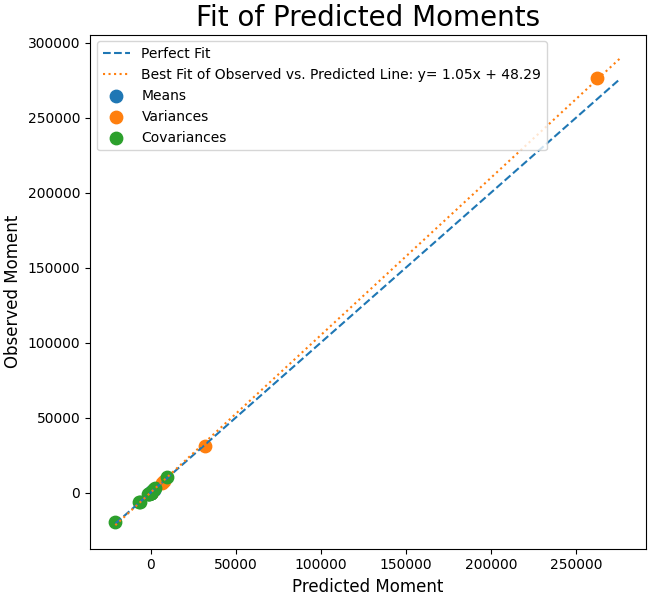 Fit of Predicted Moments
Perfect Fit
Best Fit of Observed vs. Predicted Line: y= 1.05x + 48.29
Means
Variances
Covariances
Observed Moment
300000
250000
200000
150000
100000
50000
0
0 50000 100000 150000 200000 250000
Predicted Moment